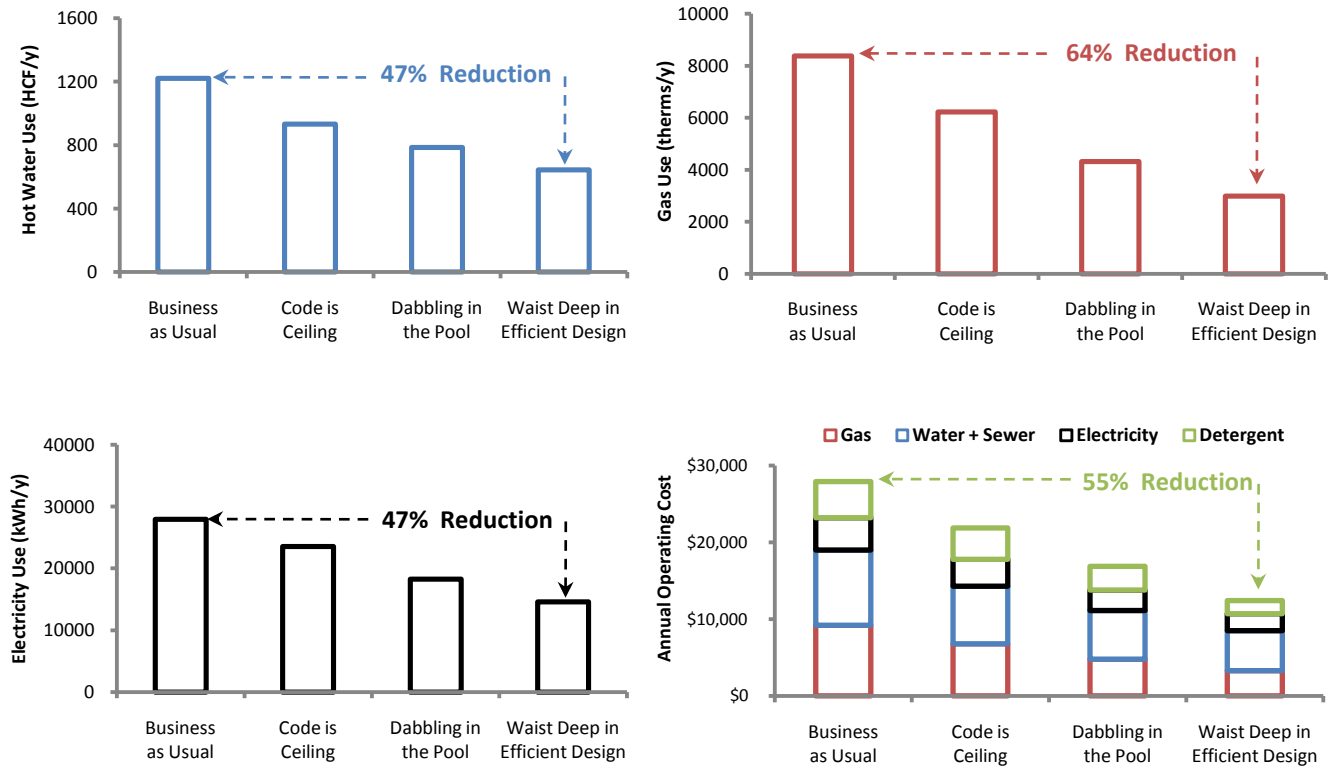 Hot Water Use (HCF/y)
1600
1200
800
400
0
47% Reduction
Business as Usual
Code is Ceiling
Dabbling in the Pool
Waist Deep in Efficient Design
Gas Use (therms/y)
10000
8000
6000
4000
2000
0
64% Reduction
Business as Usual
Code is Ceiling
Dabbling in the Pool
Waist Deep in Efficient Design
Electricity Use (kWh/y)
40000
30000
20000
10000
0
47% Reduction
Business as Usual
Code is Ceiling
Dabbling in the Pool
Waist Deep in Efficient Design
Gas Water + Sewer Electricity Detergent
Annual Operating Cost
$30,000
$20,000
$10,000
$0
55% Reduction
Business as Usual
Code is Ceiling
Dabbling in the Pool
Waist Deep in Efficient Design